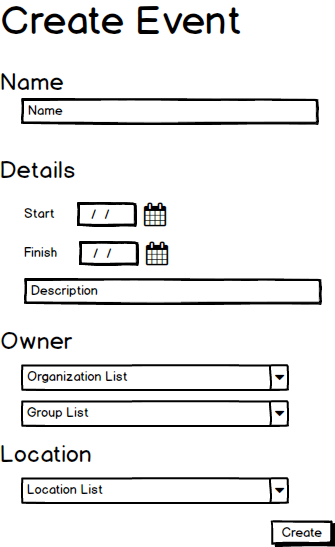 Create Event
Name
Name
Details
Start / /
Finish / /
Description
Owner
Organization List
Group List
Location
Location List
Create